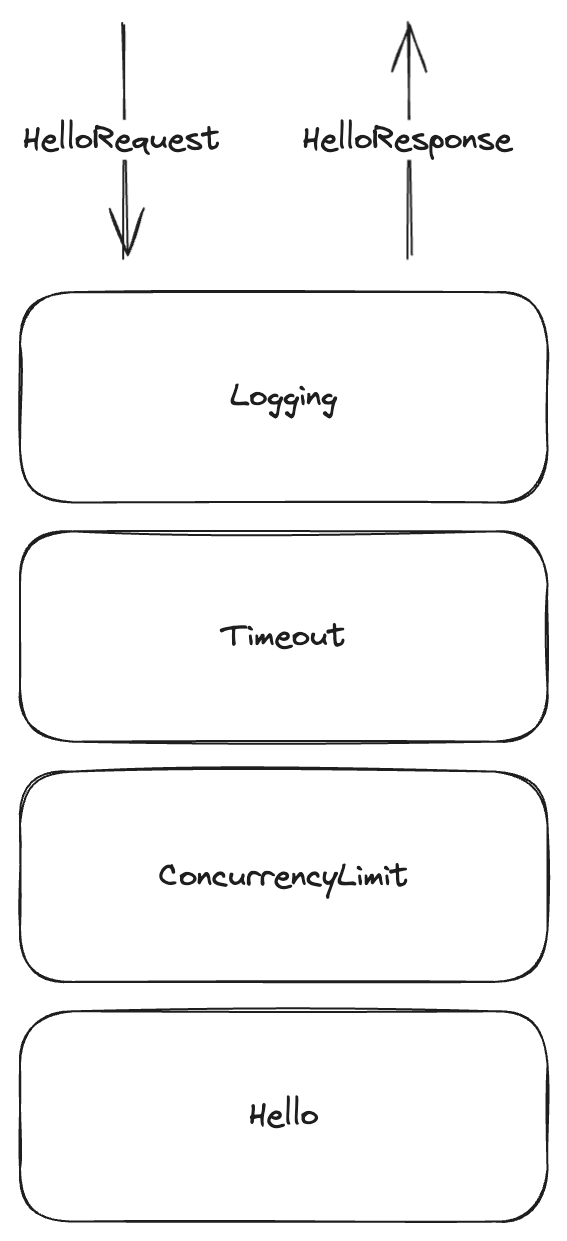 HelloRequest
HelloResponse
Logging
Timeout
ConcurrencyLimit
Hello